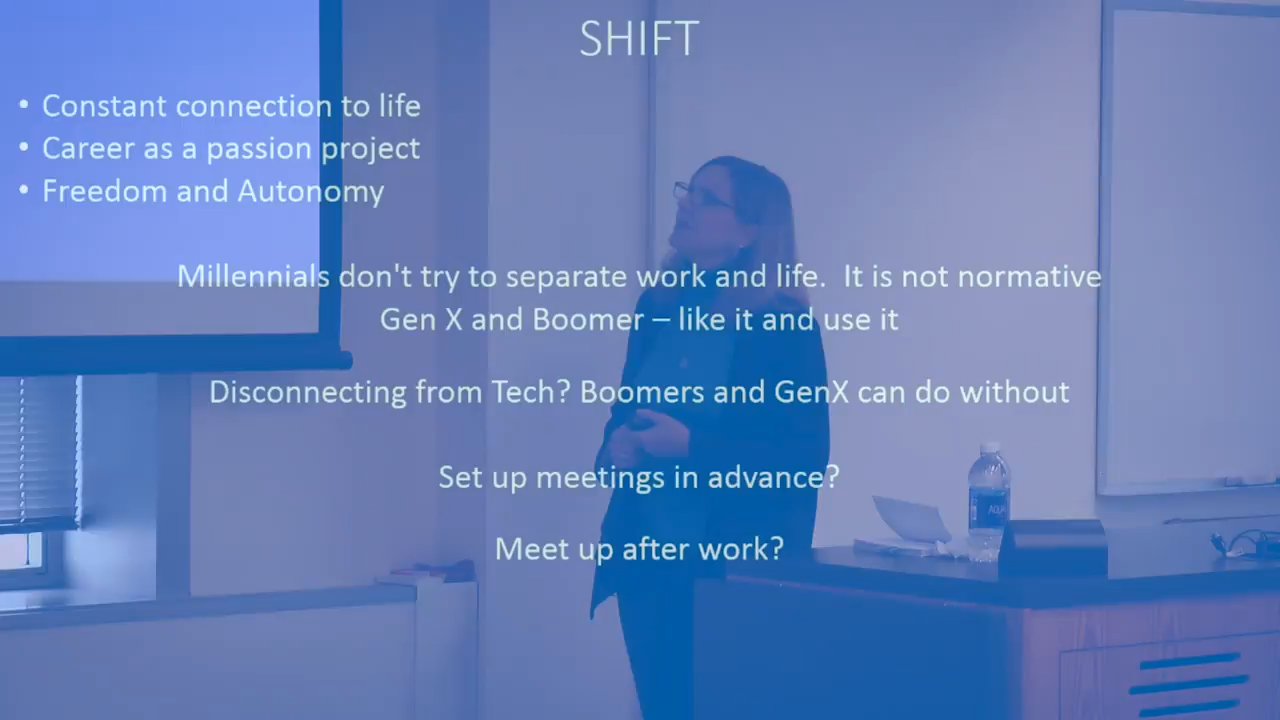 SHIFT
• Constant connection to life
• Career as a passion project
• Freedom and Autonomy
Millennials don't try to separate work and life.  It is not normative
Gen X and Boomer – like it and use it
Disconnecting from Tech? Boomers and GenX can do without
Set up meetings in advance?
Meet up after work?